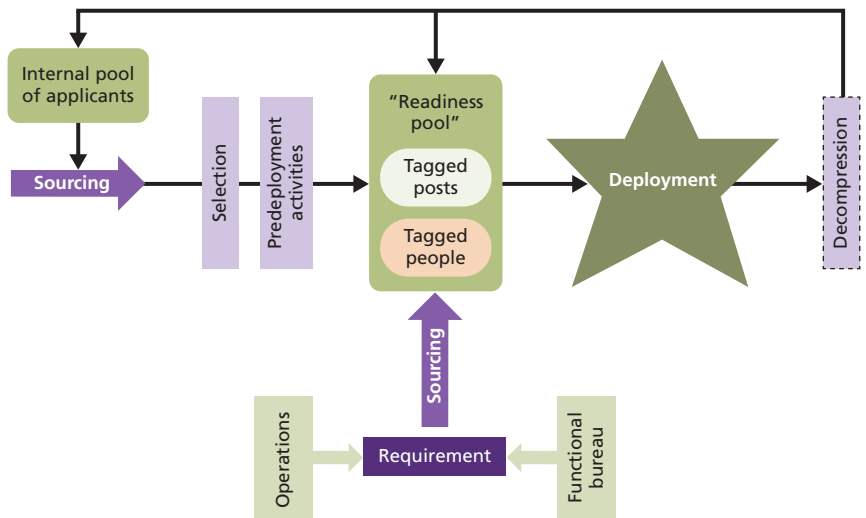 Internal pool
of applicants
Sourcing
Selection
Predeployment
activities
“Readiness
pool”
Tagged
posts
Tagged
people
Deployment
Decompression
Sourcing
Operations
Requirement
Functional
bureau